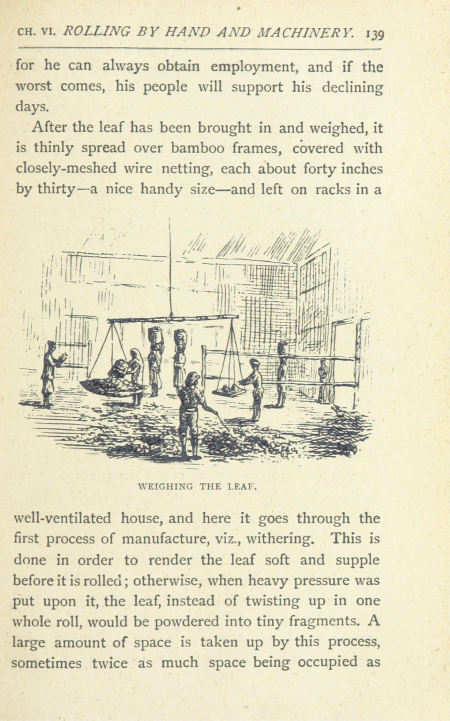 CH. VI. ROLLING BY HAND AND MACHINERY. 139
for he can always obtain employment, and if the
worst comes, his people will support his declining
days.
After the leaf has been brought in and weighed, it
is thinly spread over bamboo frames, covered with
closely-meshed wire netting, each about forty inches
by thirty—a nice handy size—and left on racks in a
WEIGHING THE LEAF.
well-ventilated house, and here it goes through the
first process of manufacture, viz., withering. This is
done in order to render the leaf soft and supple
before it is rolled; otherwise, when heavy pressure was
put upon it, the leaf, instead of twisting up in one
whole roll, would be powdered into tiny fragments. A
large amount of space is taken up by this process,
sometimes twice as much space being occupied as